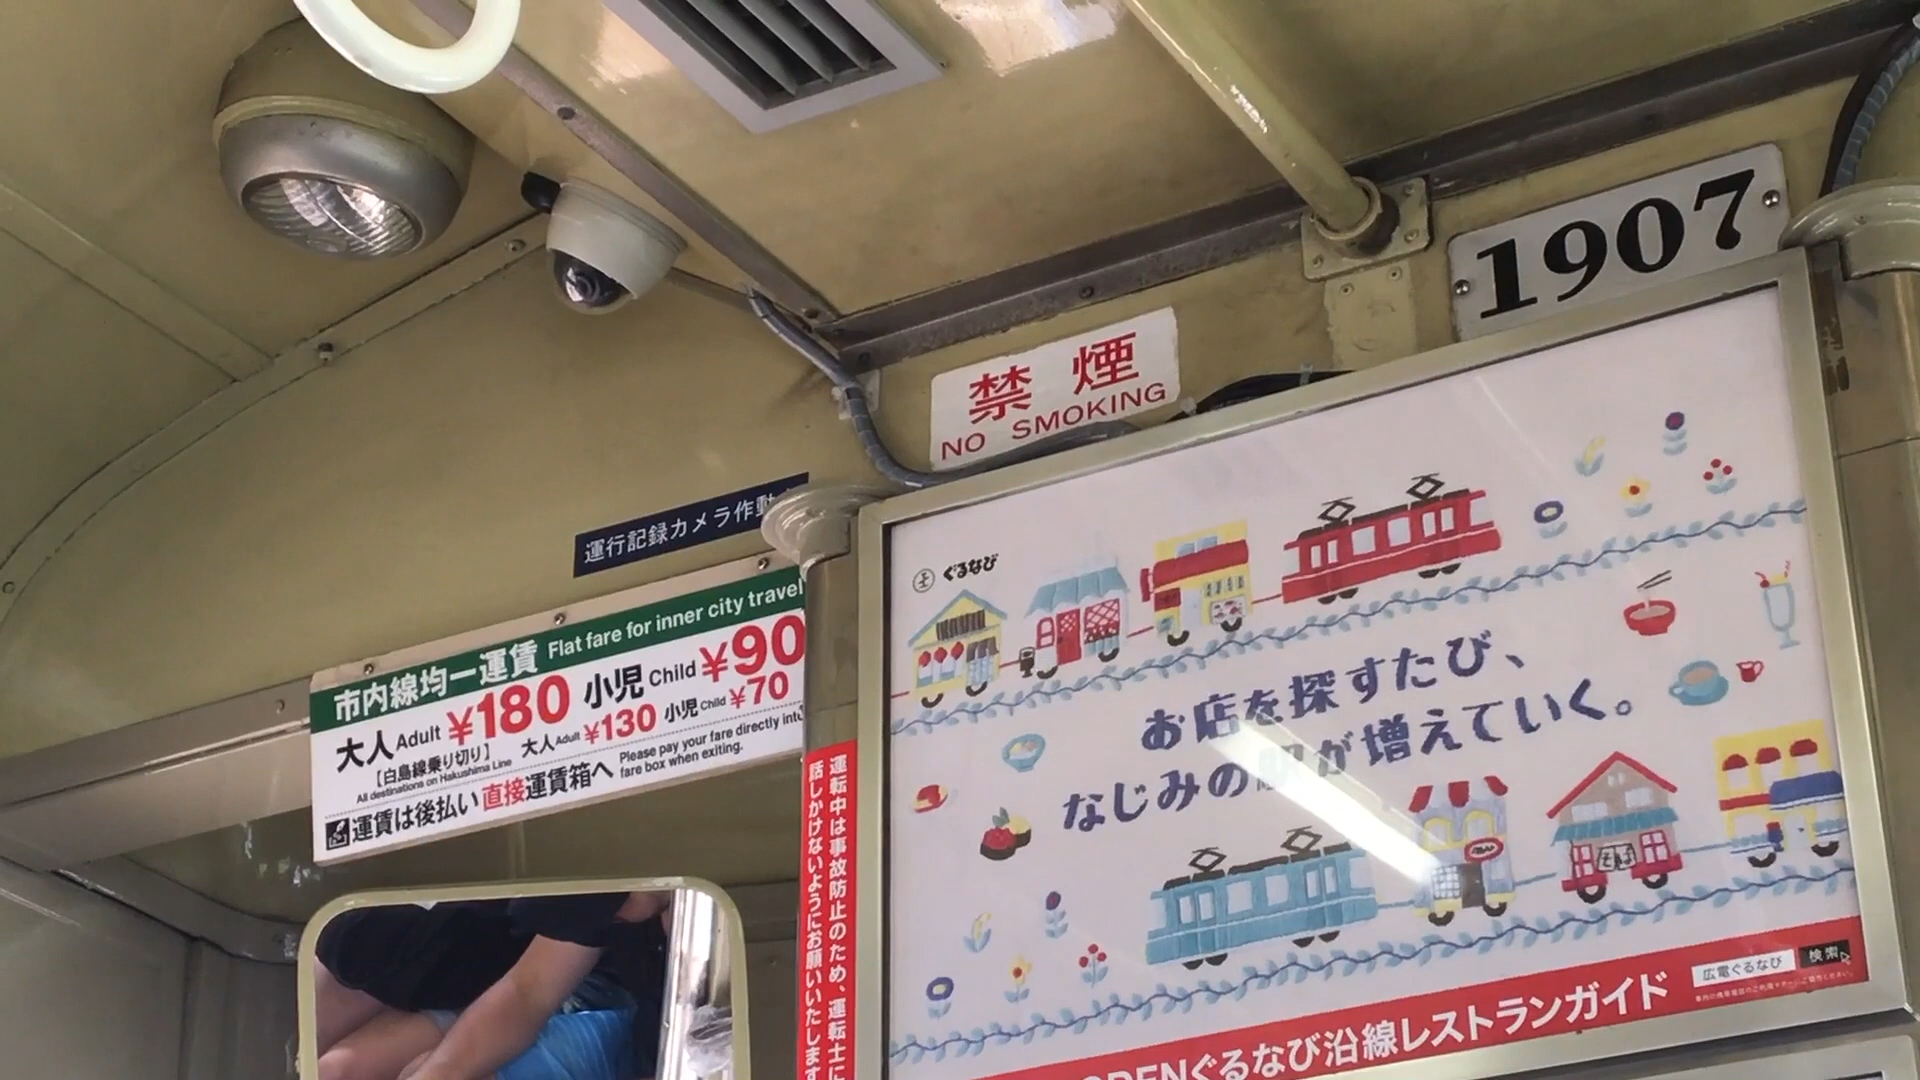 1907
禁煙
NO SMOKING
運行記録カメラ作動
市内線均一運賃 Flat fare for inner city travel
大人 Adult ¥180 小児 Child ¥90
【白島線乗り切り】 大人 Adult ¥130 小児 Child ¥70
All destinations on Hakushima Line
運賃は後払い直接運賃箱へ Please pay your fare directly into
fare box when exiting.
運転中は事故防止のため、運転士に
話しかけないようにお願いいたします
ぐるなび
お店を探すたび、
なじみの駅が増えていく。
そば
OPENぐるなび沿線レストランガイド
広電ぐるなび 検索